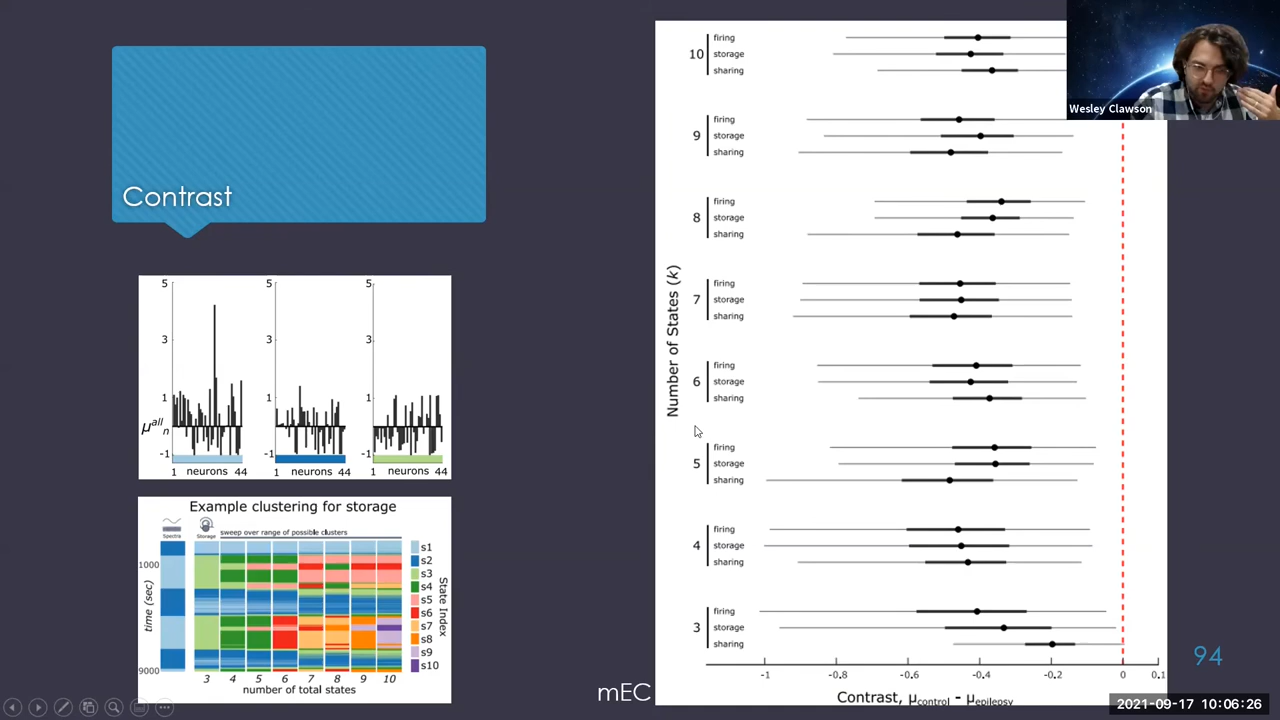 Contrast
5
3
1
-1
μ^all_n
1 neurons 44
5
3
1
-1
1 neurons 44
5
3
1
-1
1 neurons 44
Example clustering for storage
Spectra
Storage
sweep over range of possible clusters
1000
9000
time (sec)
3 4 5 6 7 8 9 10
number of total states
s1
s2
s3
s4
s5
s6
s7
s8
s9
s10
State Index
mEC
Number of States (k)
10
firing
storage
sharing
9
firing
storage
sharing
8
firing
storage
sharing
7
firing
storage
sharing
6
firing
storage
sharing
5
firing
storage
sharing
4
firing
storage
sharing
3
firing
storage
sharing
-1 -0.8 -0.6 -0.4 -0.2 0 0.1
Contrast, μcontrol - μepilepsy
Wesley Clawson
94
2021-09-17 10:06:26